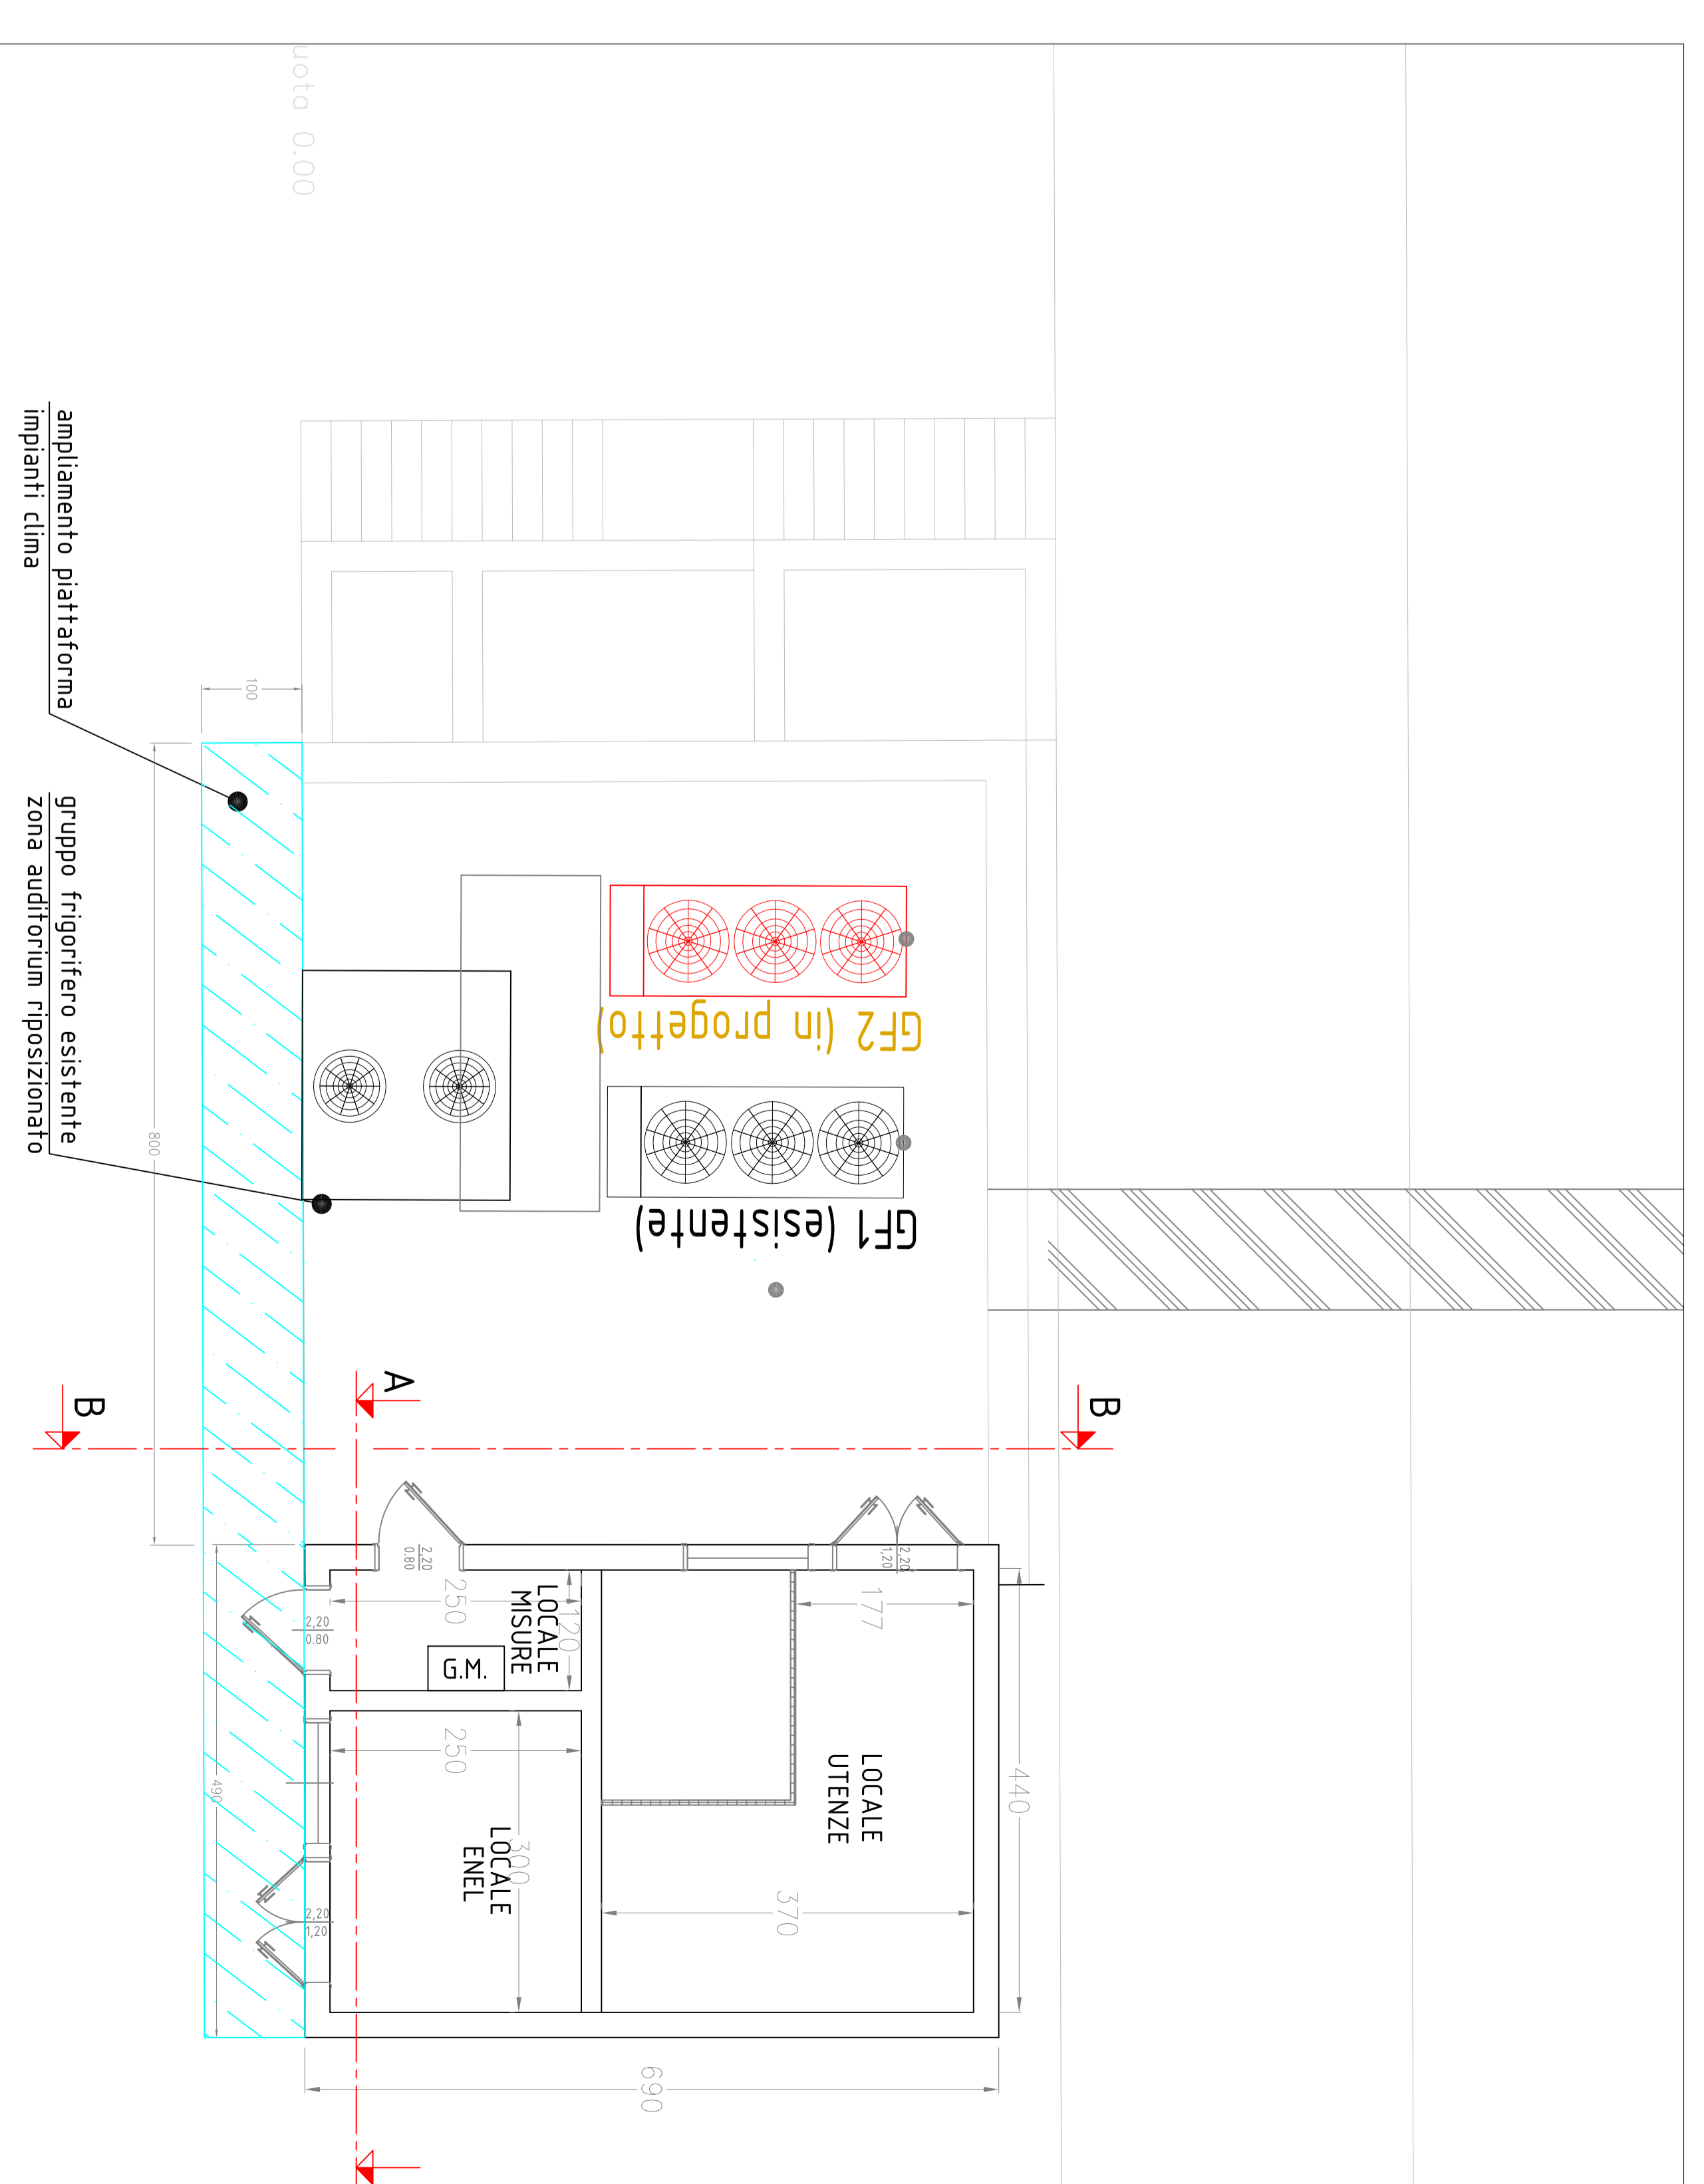 uota 0.00
ampliamento piattaforma
impianti clima
gruppo frigorifero esistente
zona auditorium riposizionato
100
800
GF2 (in progetto)
GF1 (esistente)
A
B
B
2,20
0.80
2,20
1,20
250
120
177
LOCALE
MISURE
2,20
0.80
G.M.
250
LOCALE
UTENZE
440
490
300
LOCALE
ENEL
370
2,20
1,20
690